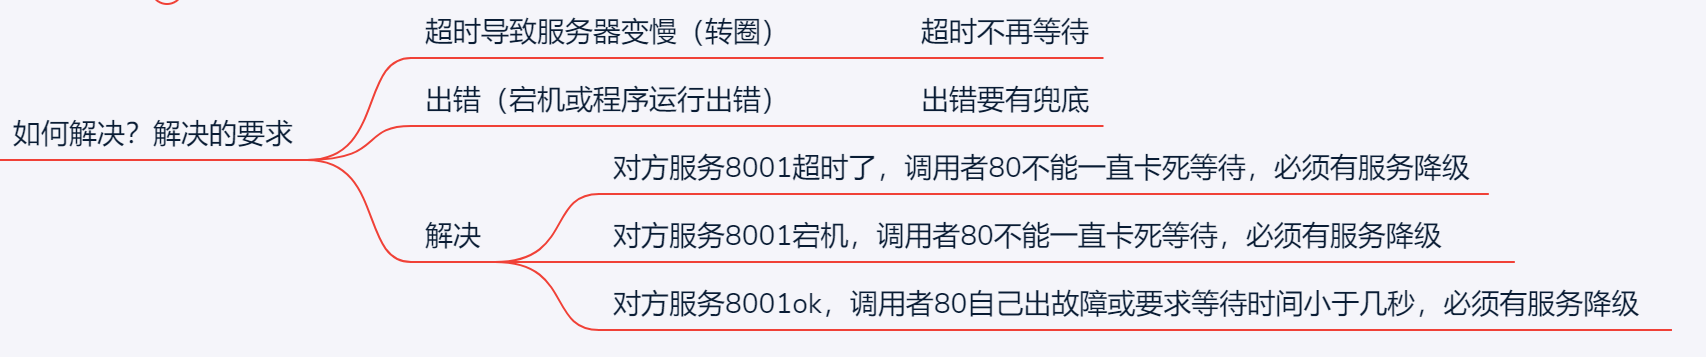 如何解决？解决的要求
超时导致服务器变慢（转圈） 超时不再等待
出错（宕机或程序运行出错） 出错要有兜底
解决
对方服务8001超时了，调用者80不能一直卡死等待，必须有服务降级
对方服务8001宕机，调用者80不能一直卡死等待，必须有服务降级
对方服务8001ok，调用者80自己出故障或要求等待时间小于几秒，必须有服务降级